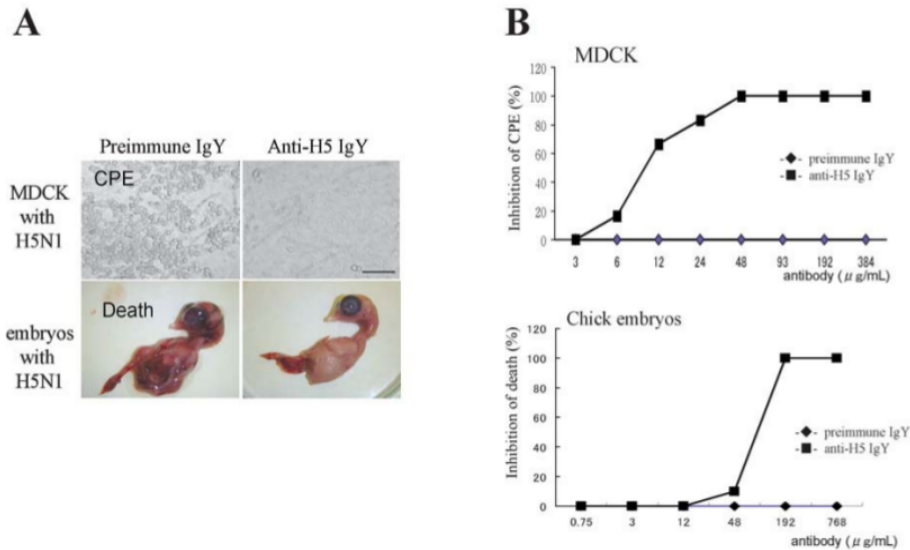 A
Preimmune IgY
Anti-H5 IgY
MDCK
with
H5N1
CPE
embryos
with
H5N1
Death
B
MDCK
Inhibition of CPE (%)
120
100
80
60
40
20
0
3 6 12 24 48 93 192 384
antibody (μg/mL)
preimmune IgY
anti-H5 IgY
Chick embryos
Inhibition of death (%)
120
100
80
60
40
20
0
0.75 3 12 48 192 768
antibody (μg/mL)
preimmune IgY
anti-H5 IgY